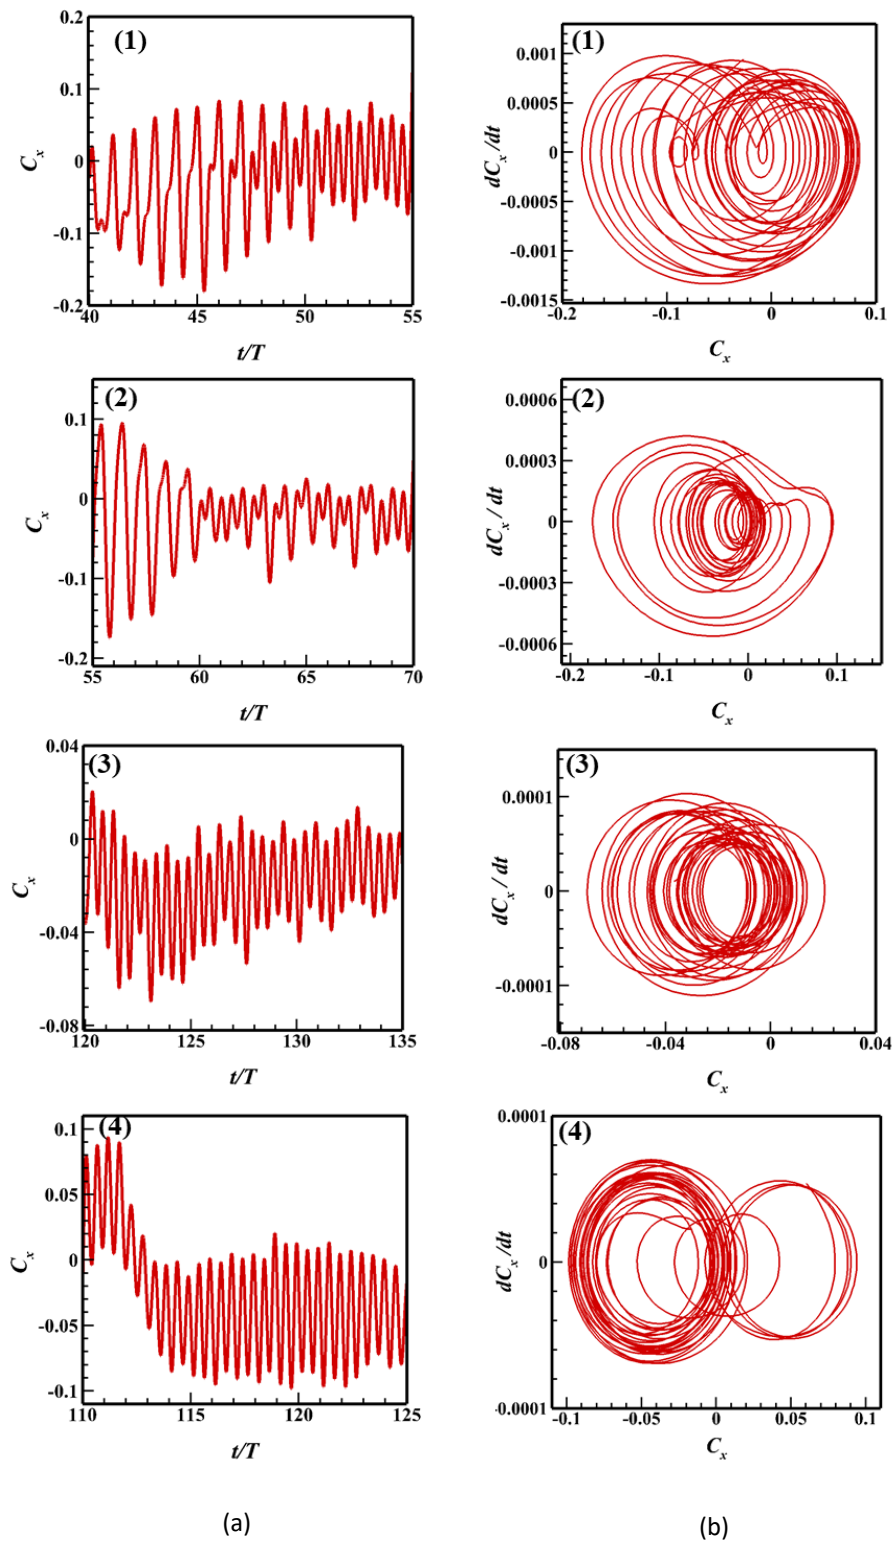 0.2
(1)
0.1
0
-0.1
-0.2
C_x
40 45 50 55
t/T
(1)
0.001
0.0005
0
-0.0005
-0.001
-0.0015
dC_x/dt
-0.2 -0.1 0 0.1
C_x
(2)
0.1
0
-0.1
-0.2
C_x
55 60 65 70
t/T
(2)
0.0006
0.0003
0
-0.0003
-0.0006
dC_x / dt
-0.2 -0.1 0 0.1
C_x
0.04
(3)
0
-0.04
-0.08
C_x
120 125 130 135
t/T
(3)
0.0001
0
-0.0001
dC_x / dt
-0.08 -0.04 0 0.04
C_x
0.1
(4)
0.05
0
-0.05
-0.1
C_x
110 115 120 125
t/T
0.0001
(4)
0
-0.0001
dC_x /dt
-0.1 -0.05 0 0.05 0.1
C_x
(a)
(b)